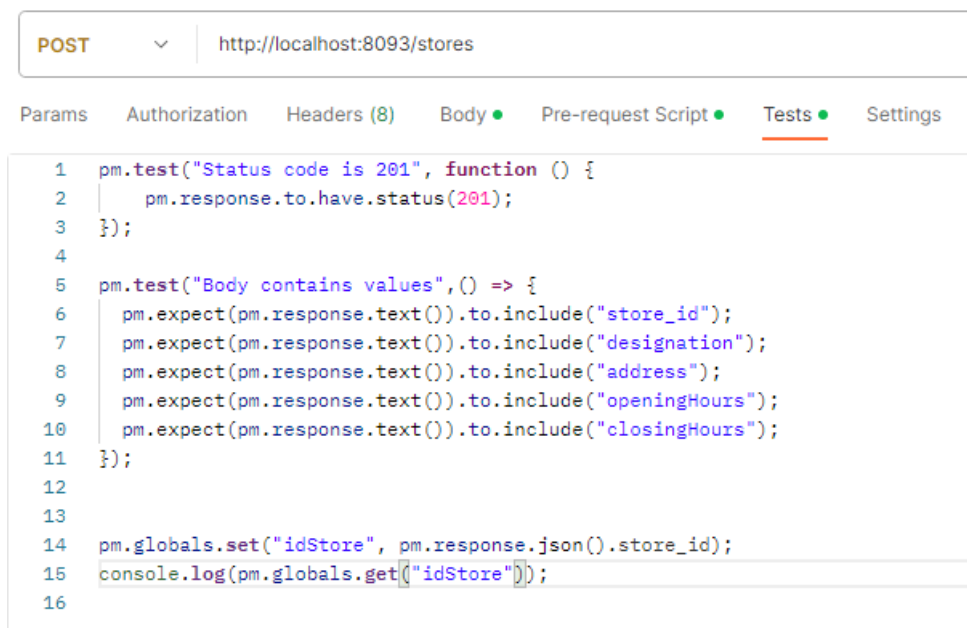 POST http://localhost:8093/stores
Params Authorization Headers (8) Body Pre-request Script Tests Settings
1 pm.test("Status code is 201", function () {
2 pm.response.to.have.status(201);
3 });
4
5 pm.test("Body contains values",() => {
6 pm.expect(pm.response.text()).to.include("store_id");
7 pm.expect(pm.response.text()).to.include("designation");
8 pm.expect(pm.response.text()).to.include("address");
9 pm.expect(pm.response.text()).to.include("openingHours");
10 pm.expect(pm.response.text()).to.include("closingHours");
11 });
12
13
14 pm.globals.set("idStore", pm.response.json().store_id);
15 console.log(pm.globals.get("idStore"));
16